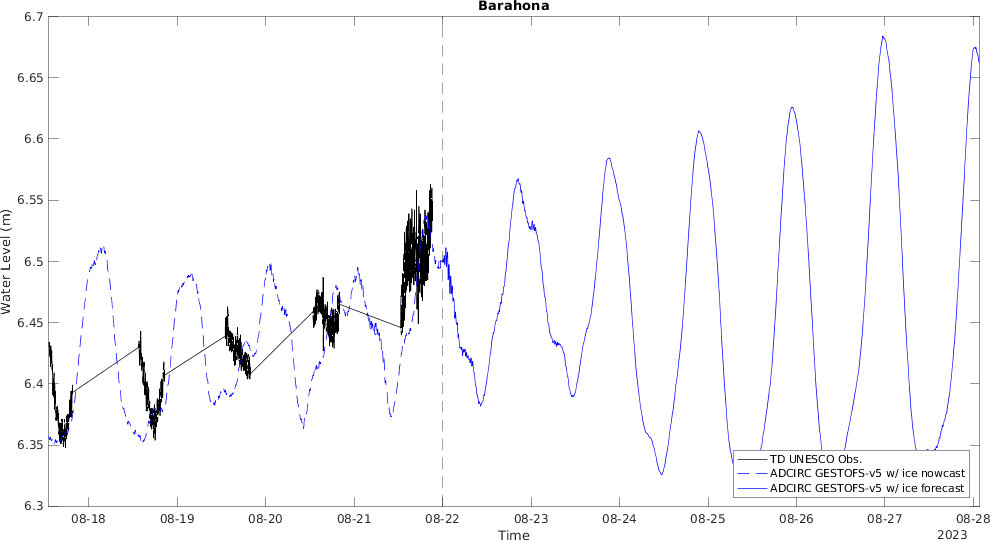 Barahona
Water Level (m)
6.7
6.65
6.6
6.55
6.5
6.45
6.4
6.35
6.3
TD UNESCO Obs.
ADCIRC GESTOFS-v5 w/ ice nowcast
ADCIRC GESTOFS-v5 w/ ice forecast
08-18 08-19 08-20 08-21 08-22 08-23 08-24 08-25 08-26 08-27 08-28
Time
2023